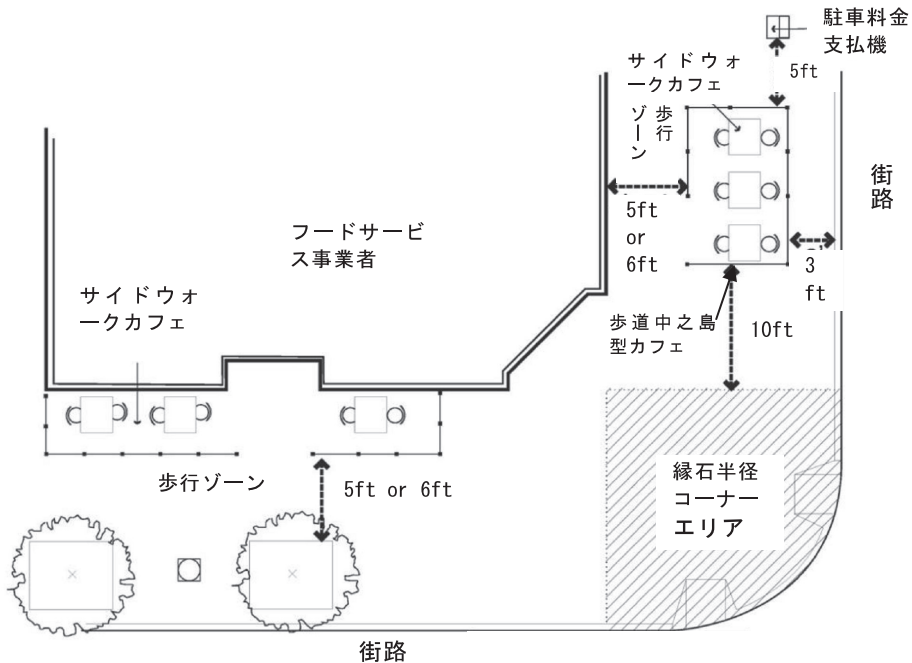 駐車料金
支払機
サイドウォ
ークカフェ
5ft
歩行
ゾーン
街路
5ft
or
6ft
フードサービ
ス事業者
3
ft
サイドウォ
ークカフェ
歩道中之島
型カフェ
10ft
縁石半径
コーナー
エリア
歩行ゾーン
5ft or 6ft
街路